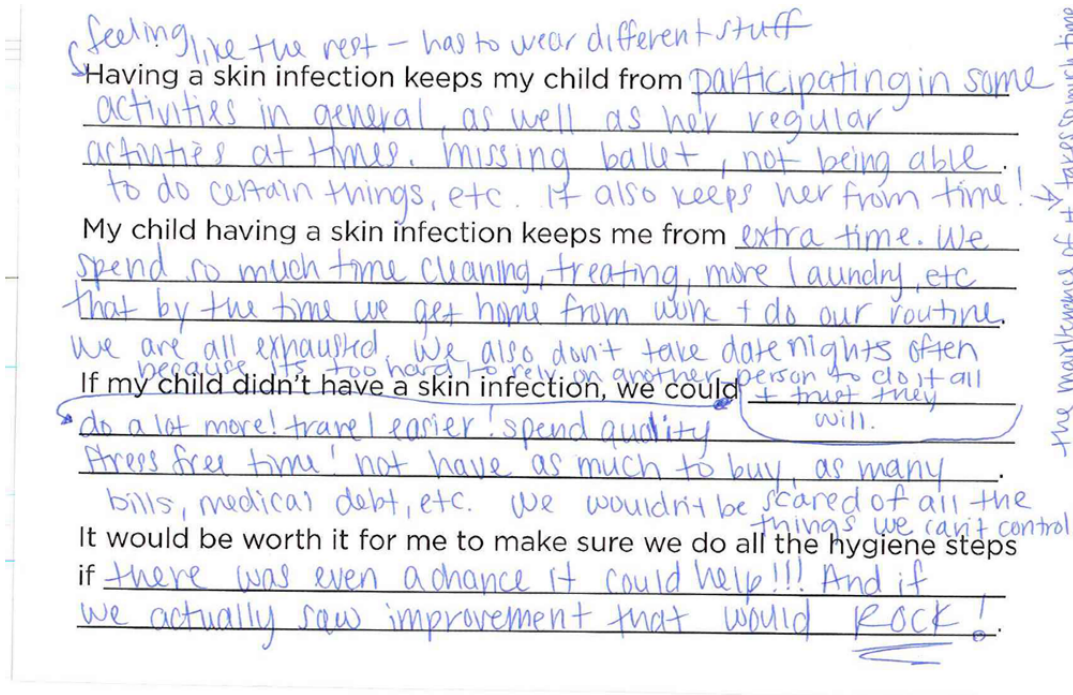 feeling like the rest - has to wear different stuff
Having a skin infection keeps my child from participating in some
activities in general, as well as her regular
activities at times. missing ballet, not being able
to do certain things, etc. It also keeps her from time! →
the maintenance of it takes so much time
My child having a skin infection keeps me from extra time. We
spend so much time cleaning, treating, more laundry, etc
that by the time we get home from work + do our routine.
We are all exhausted. We also don't take date nights often
because its too hard to rely on another person to do it all
+ trust they
will.
If my child didn't have a skin infection, we could
do a lot more! travel easier! spend quality
stress free time! not have as much to buy, as many
bills, medical debt, etc. We wouldn't be scared of all the
things we can't control
It would be worth it for me to make sure we do all the hygiene steps
if there was even a chance it could help!!! And if
we actually saw improvement that would ROCK!